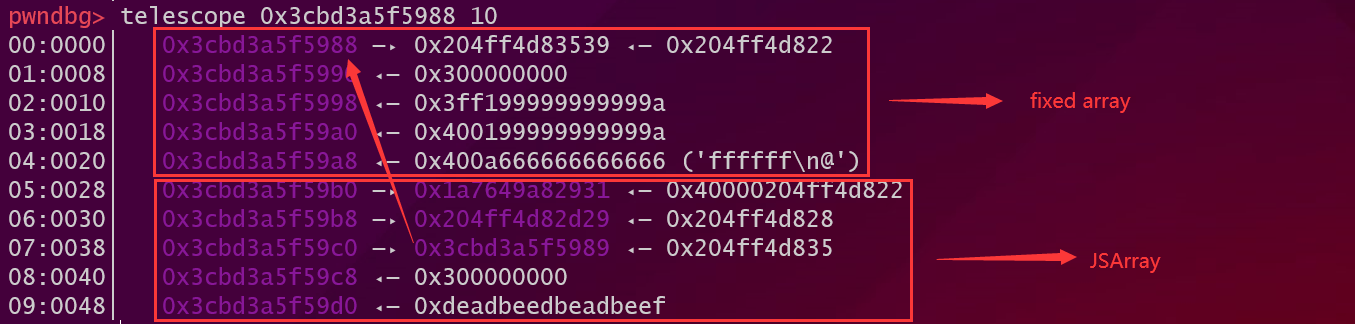 pwndbg> telescope 0x3cbd3a5f5988 10
00:0000│ 0x3cbd3a5f5988 —▸ 0x204ff4d83539 ◂— 0x204ff4d822
01:0008│ 0x3cbd3a5f5990 ◂— 0x300000000
02:0010│ 0x3cbd3a5f5998 ◂— 0x3ff199999999999a
03:0018│ 0x3cbd3a5f59a0 ◂— 0x400199999999999a
04:0020│ 0x3cbd3a5f59a8 ◂— 0x400a666666666666 ('ffffff\n@')
fixed array
05:0028│ 0x3cbd3a5f59b0 —▸ 0x1a7649a82931 ◂— 0x40000204ff4d822
06:0030│ 0x3cbd3a5f59b8 —▸ 0x204ff4d82d29 ◂— 0x204ff4d828
07:0038│ 0x3cbd3a5f59c0 —▸ 0x3cbd3a5f5989 ◂— 0x204ff4d835
08:0040│ 0x3cbd3a5f59c8 ◂— 0x300000000
09:0048│ 0x3cbd3a5f59d0 ◂— 0xdeadbeedbeadbeef
JSArray